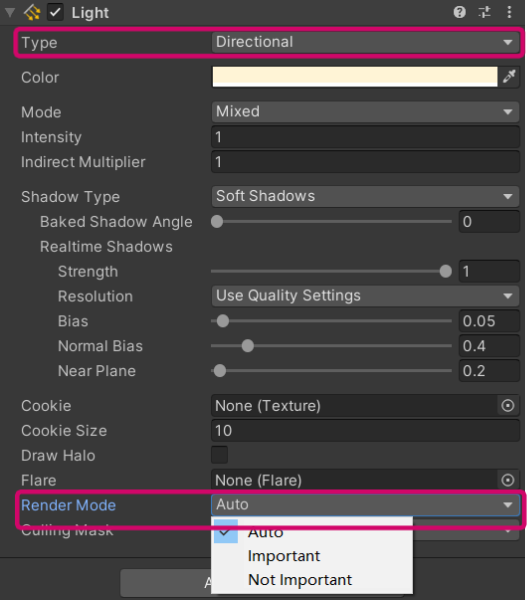 Light
Type Directional
Color
Mode Mixed
Intensity 1
Indirect Multiplier 1
Shadow Type Soft Shadows
Baked Shadow Angle 0
Realtime Shadows
Strength 1
Resolution Use Quality Settings
Bias 0.05
Normal Bias 0.4
Near Plane 0.2
Cookie None (Texture)
Cookie Size 10
Draw Halo
Flare None (Flare)
Render Mode Auto
Culling Mask
Auto
Important
Not Important